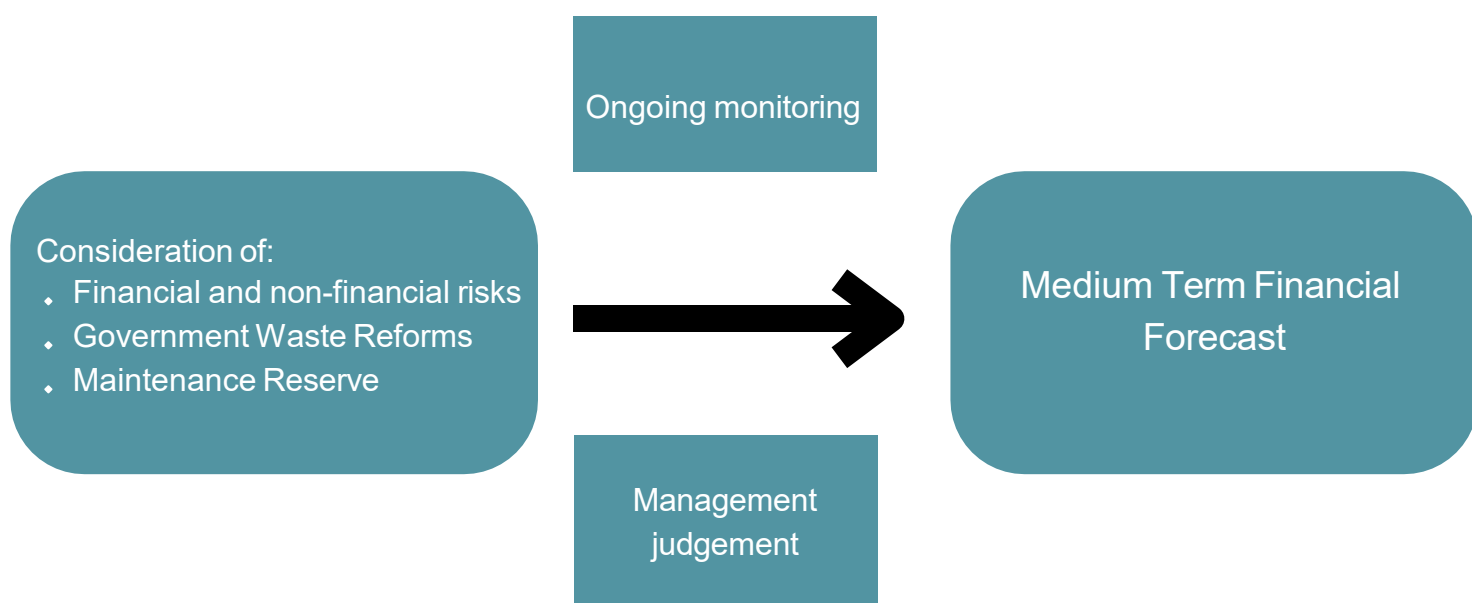 Ongoing monitoring
Consideration of:
⬥ Financial and non-financial risks
⬥ Government Waste Reforms
⬥ Maintenance Reserve
Medium Term Financial
Forecast
Management
judgement